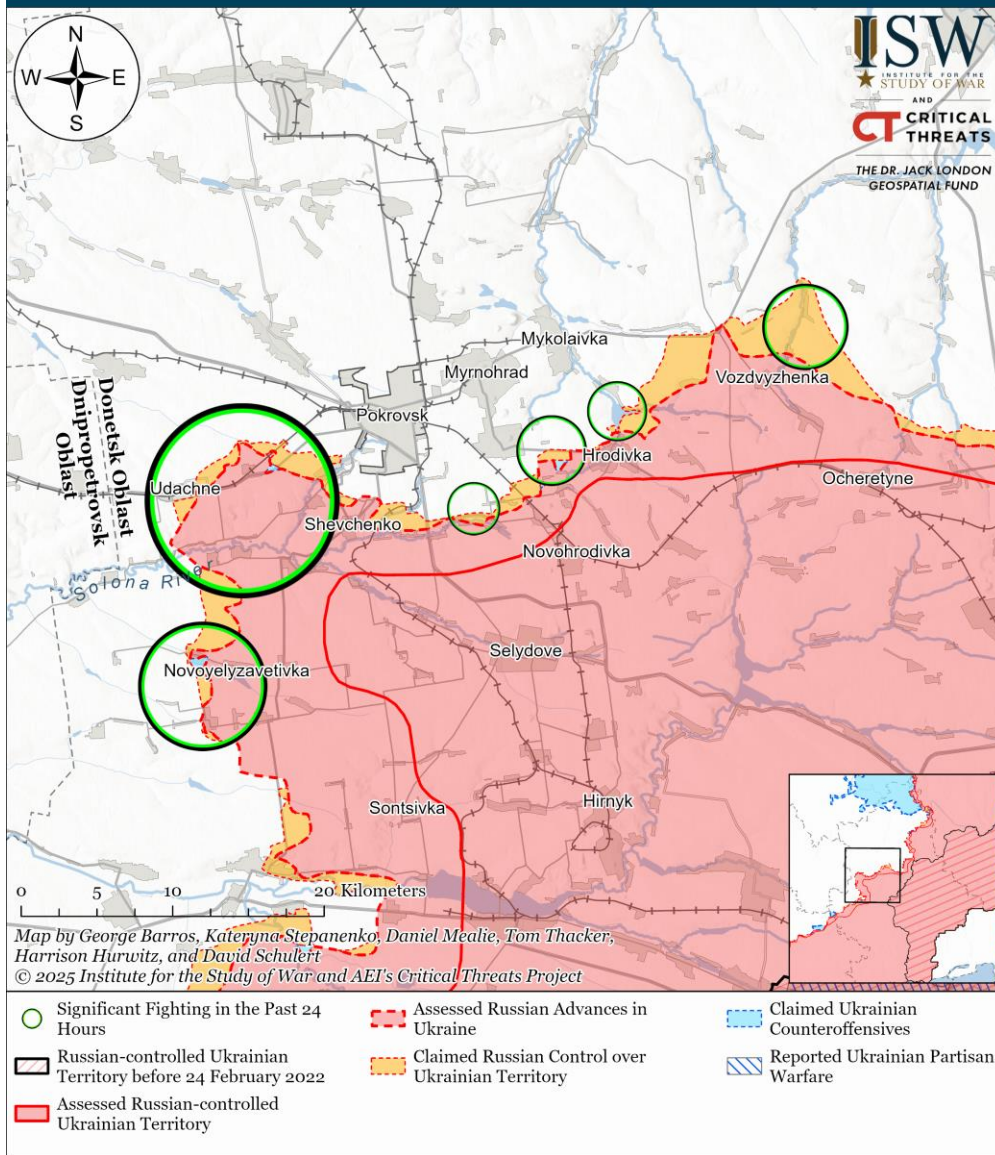 N
W E
S
ISW
INSTITUTE FOR THE
STUDY OF WAR
AND
CT CRITICAL
THREATS
THE DR. JACK LONDON
GEOSPATIAL FUND
Mykolaivka
Myrnohrad
Vozdvyzhenka
Pokrovsk
Donetsk Oblast
Dnipropetrovsk
Oblast
Hrodivka
Udachne
Ocheretyne
Shevchenko
Novohrodivka
Solona River
Selydove
Novoyelyzavetivka
Sontsivka
Hirnyk
0 5 10 20 Kilometers
Map by George Barros, Kateryna Stepanenko, Daniel Mealie, Tom Thacker,
Harrison Hurwitz, and David Schulert
© 2025 Institute for the Study of War and AEI's Critical Threats Project
Significant Fighting in the Past 24
Hours
Russian-controlled Ukrainian
Territory before 24 February 2022
Assessed Russian-controlled
Ukrainian Territory
Assessed Russian Advances in
Ukraine
Claimed Russian Control over
Ukrainian Territory
Claimed Ukrainian
Counteroffensives
Reported Ukrainian Partisan
Warfare